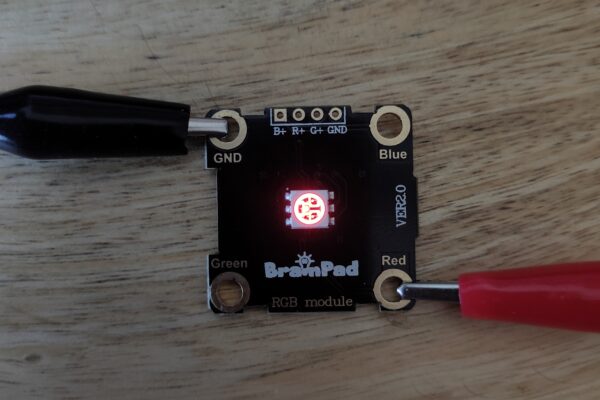 B+ R+ G+ GND
GND
Blue
VER2.0
Green
BrainPad
Red
RGB module